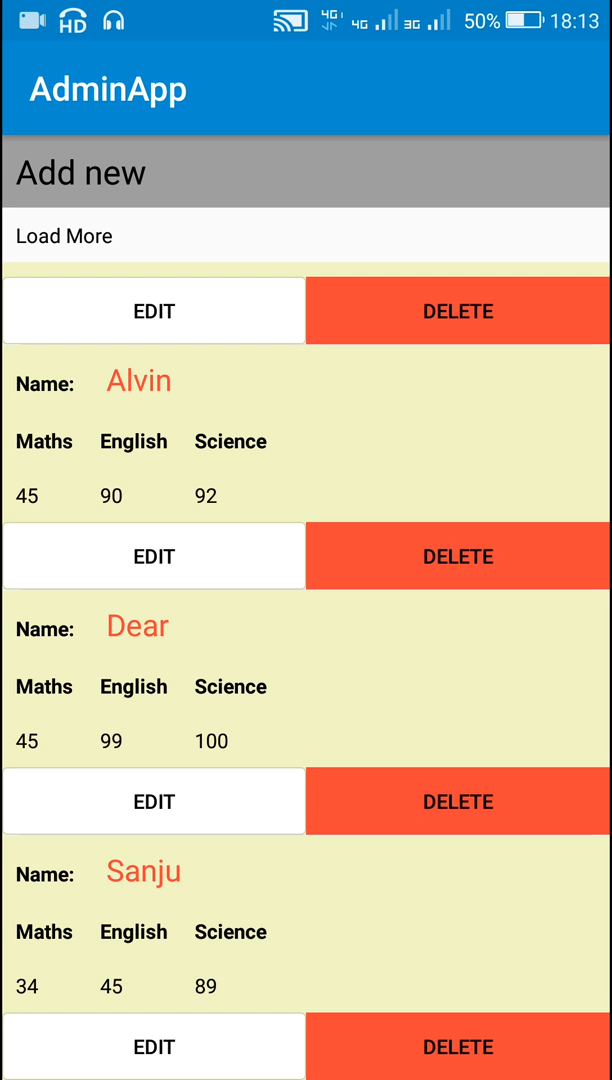 HD 4G 4G 3G 50% 18:13
AdminApp
Add new
Load More
EDIT DELETE
Name: Alvin
Maths English Science
45 90 92
EDIT DELETE
Name: Dear
Maths English Science
45 99 100
EDIT DELETE
Name: Sanju
Maths English Science
34 45 89
EDIT DELETE